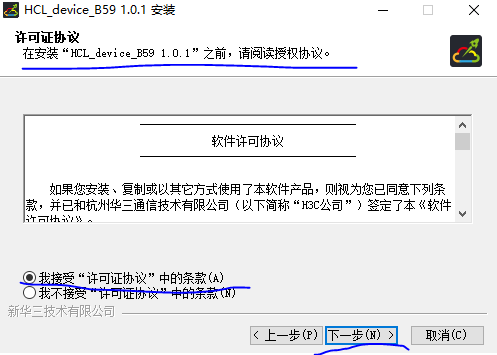 HCL_device_B59 1.0.1 安装
许可证协议
在安装“HCL_device_B59 1.0.1”之前,请阅读授权协议。
软件许可协议
如果您安装、复制或以其它方式使用了本软件产品,则视为您已同意下列条
款,并已和杭州华三通信技术有限公司(以下简称“H3C公司”)签定了本《软件
许可协议》。
我接受“许可证协议”中的条款(A)
我不接受“许可证协议”中的条款(N)
新华三技术有限公司
< 上一步(P) 下一步(N) > 取消(C)